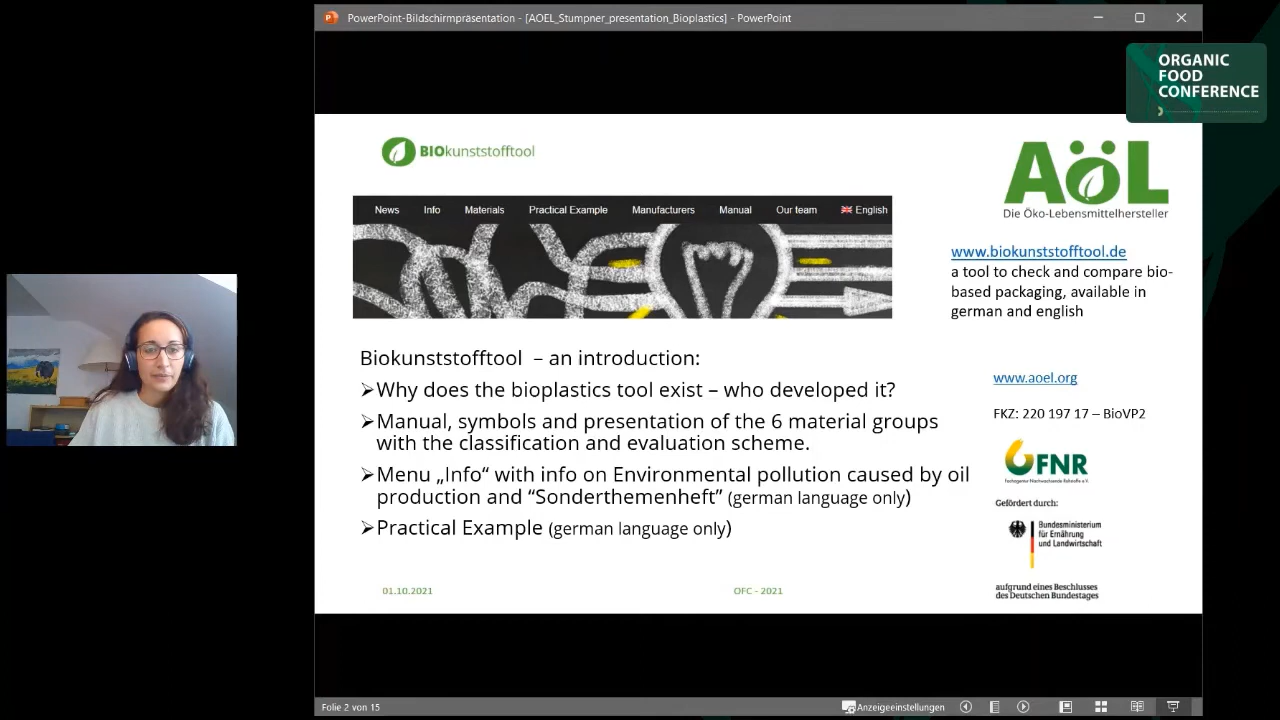 PowerPoint-Bildschirmpräsentation - [AOEL_Stumpner_presentation_Bioplastics] - PowerPoint
ORGANIC
FOOD
CONFERENCE
BIOkunststofftool
News Info Materials Practical Example Manufacturers Manual Our team English
AÖL
Die Öko-Lebensmittelhersteller
www.biokunststofftool.de
a tool to check and compare bio-
based packaging, available in
german and english
Biokunststofftool – an introduction:
➢Why does the bioplastics tool exist – who developed it?
➢Manual, symbols and presentation of the 6 material groups
with the classification and evaluation scheme.
➢Menu „Info“ with info on Environmental pollution caused by oil
production and “Sonderthemenheft” (german language only)
➢Practical Example (german language only)
www.aoel.org
FKZ: 220 197 17 – BioVP2
FNR
Fachagentur Nachwachsende Rohstoffe e.V.
Gefördert durch:
Bundesministerium
für Ernährung
und Landwirtschaft
aufgrund eines Beschlusses
des Deutschen Bundestages
01.10.2021
OFC - 2021
Folie 2 von 15
Anzeigeeinstellungen